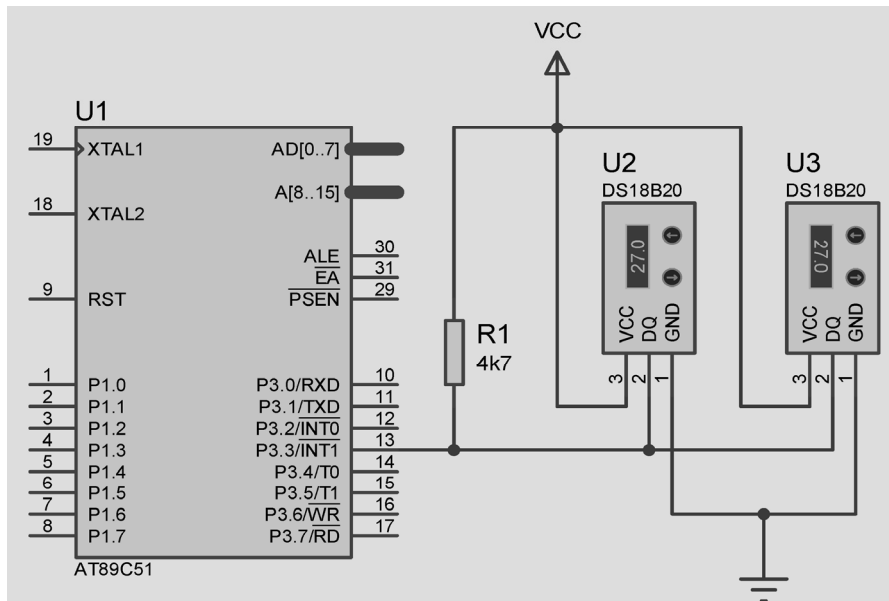 VCC
U1
19 XTAL1
18 XTAL2
9 RST
1 P1.0
2 P1.1
3 P1.2
4 P1.3
5 P1.4
6 P1.5
7 P1.6
8 P1.7
AD[0..7]
A[8..15]
ALE 30
EA 31
PSEN 29
P3.0/RXD 10
P3.1/TXD 11
P3.2/INT0 12
P3.3/INT1 13
P3.4/T0 14
P3.5/T1 15
P3.6/WR 16
P3.7/RD 17
AT89C51
R1
4k7
U2
DS18B20
27.0
VCC
DQ
GND
3
2
1
U3
DS18B20
27.0
VCC
DQ
GND
3
2
1